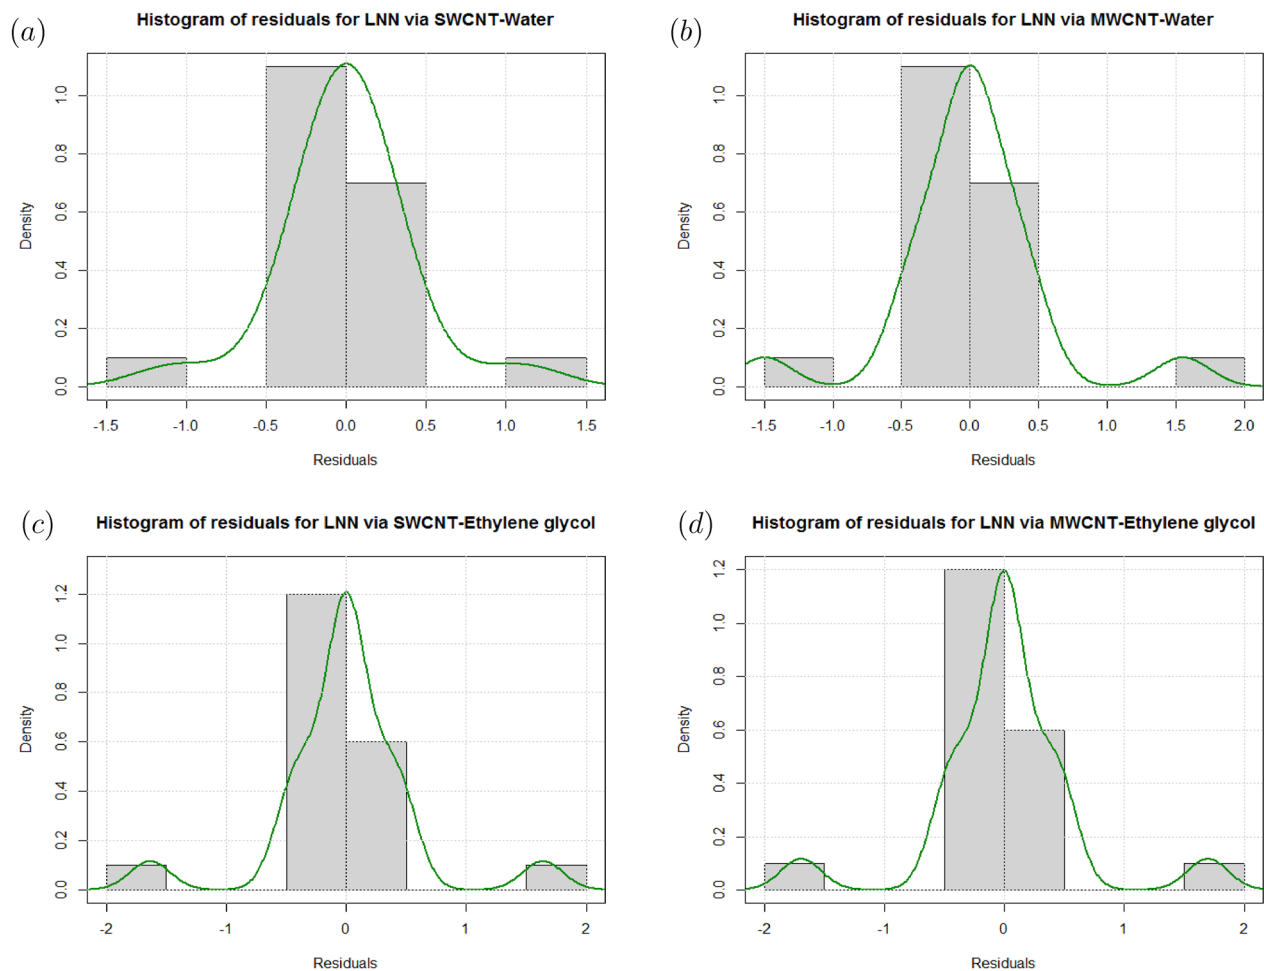 (a)
Histogram of residuals for LNN via SWCNT-Water
Density
0.0 0.2 0.4 0.6 0.8 1.0
-1.5 -1.0 -0.5 0.0 0.5 1.0 1.5
Residuals
(b)
Histogram of residuals for LNN via MWCNT-Water
Density
0.0 0.2 0.4 0.6 0.8 1.0
-1.5 -1.0 -0.5 0.0 0.5 1.0 1.5 2.0
Residuals
(c)
Histogram of residuals for LNN via SWCNT-Ethylene glycol
Density
0.0 0.2 0.4 0.6 0.8 1.0 1.2
-2 -1 0 1 2
Residuals
(d)
Histogram of residuals for LNN via MWCNT-Ethylene glycol
Density
0.0 0.2 0.4 0.6 0.8 1.0 1.2
-2 -1 0 1 2
Residuals